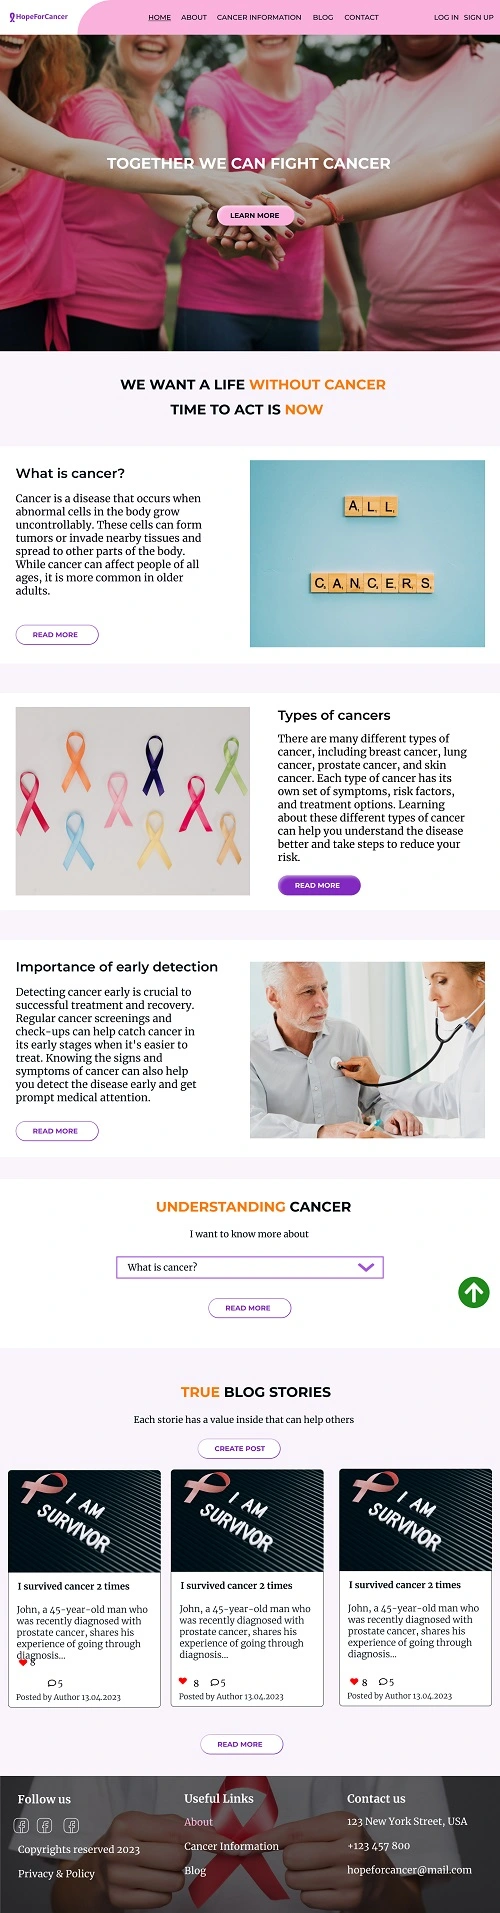 HopeForCancer
HOME ABOUT CANCER INFORMATION BLOG CONTACT LOG IN SIGN UP
TOGETHER WE CAN FIGHT CANCER
LEARN MORE
WE WANT A LIFE WITHOUT CANCER
TIME TO ACT IS NOW
What is cancer?
Cancer is a disease that occurs when
abnormal cells in the body grow
uncontrollably. These cells can form
tumors or invade nearby tissues and
spread to other parts of the body.
While cancer can affect people of all
ages, it is more common in older
adults.
READ MORE
ALL
CANCERS
Types of cancers
There are many different types of
cancer, including breast cancer, lung
cancer, prostate cancer, and skin
cancer. Each type of cancer has its
own set of symptoms, risk factors,
and treatment options. Learning
about these different types of cancer
can help you understand the disease
better and take steps to reduce your
risk.
READ MORE
Importance of early detection
Detecting cancer early is crucial to
successful treatment and recovery.
Regular cancer screenings and
check-ups can help catch cancer in
its early stages when it's easier to
treat. Knowing the signs and
symptoms of cancer can also help
you detect the disease early and get
prompt medical attention.
READ MORE
UNDERSTANDING CANCER
I want to know more about
What is cancer?
READ MORE
TRUE BLOG STORIES
Each storie has a value inside that can help others
CREATE POST
I AM
SURVIVOR
I survived cancer 2 times
John, a 45-year-old man who
was recently diagnosed with
prostate cancer, shares his
experience of going through
diagnosis...
8
5
Posted by Author 13.04.2023
I AM
SURVIVOR
I survived cancer 2 times
John, a 45-year-old man who
was recently diagnosed with
prostate cancer, shares his
experience of going through
diagnosis...
8 5
Posted by Author 13.04.2023
I AM
SURVIVOR
I survived cancer 2 times
John, a 45-year-old man who
was recently diagnosed with
prostate cancer, shares his
experience of going through
diagnosis...
8 5
Posted by Author 13.04.2023
READ MORE
Follow us
Copyrights reserved 2023
Privacy & Policy
Useful Links
About
Cancer Information
Blog
Contact us
123 New York Street, USA
+123 457 800
hopeforcancer@mail.com